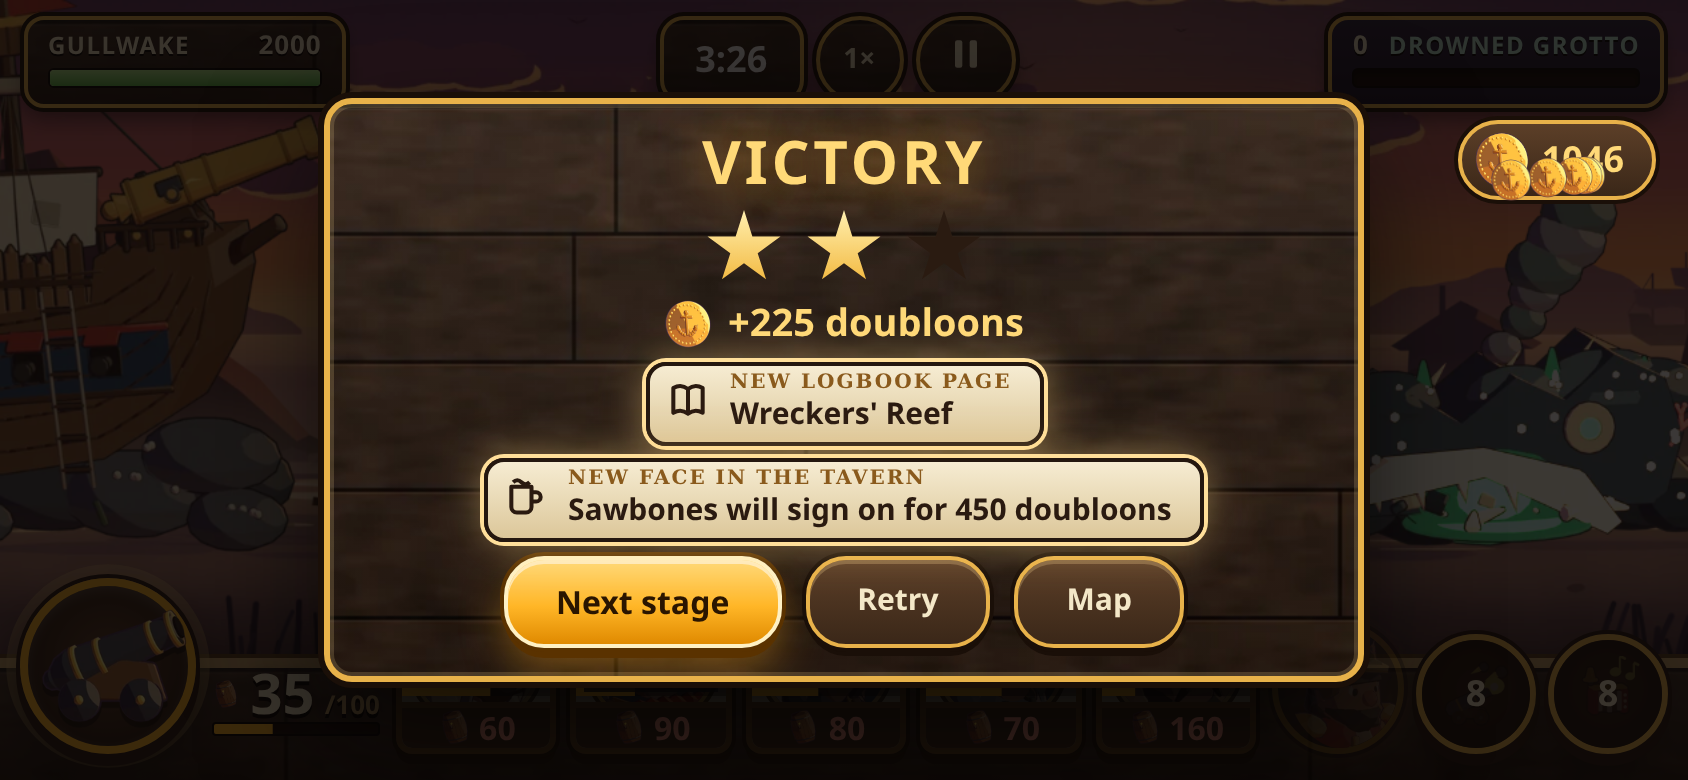 GULLWAKE 2000
3:26
1×
0 DROWNED GROTTO
1046
VICTORY
+225 doubloons
NEW LOGBOOK PAGE
Wreckers' Reef
NEW FACE IN THE TAVERN
Sawbones will sign on for 450 doubloons
Next stage
Retry
Map
35 /100
60
90
80
70
160
8
8